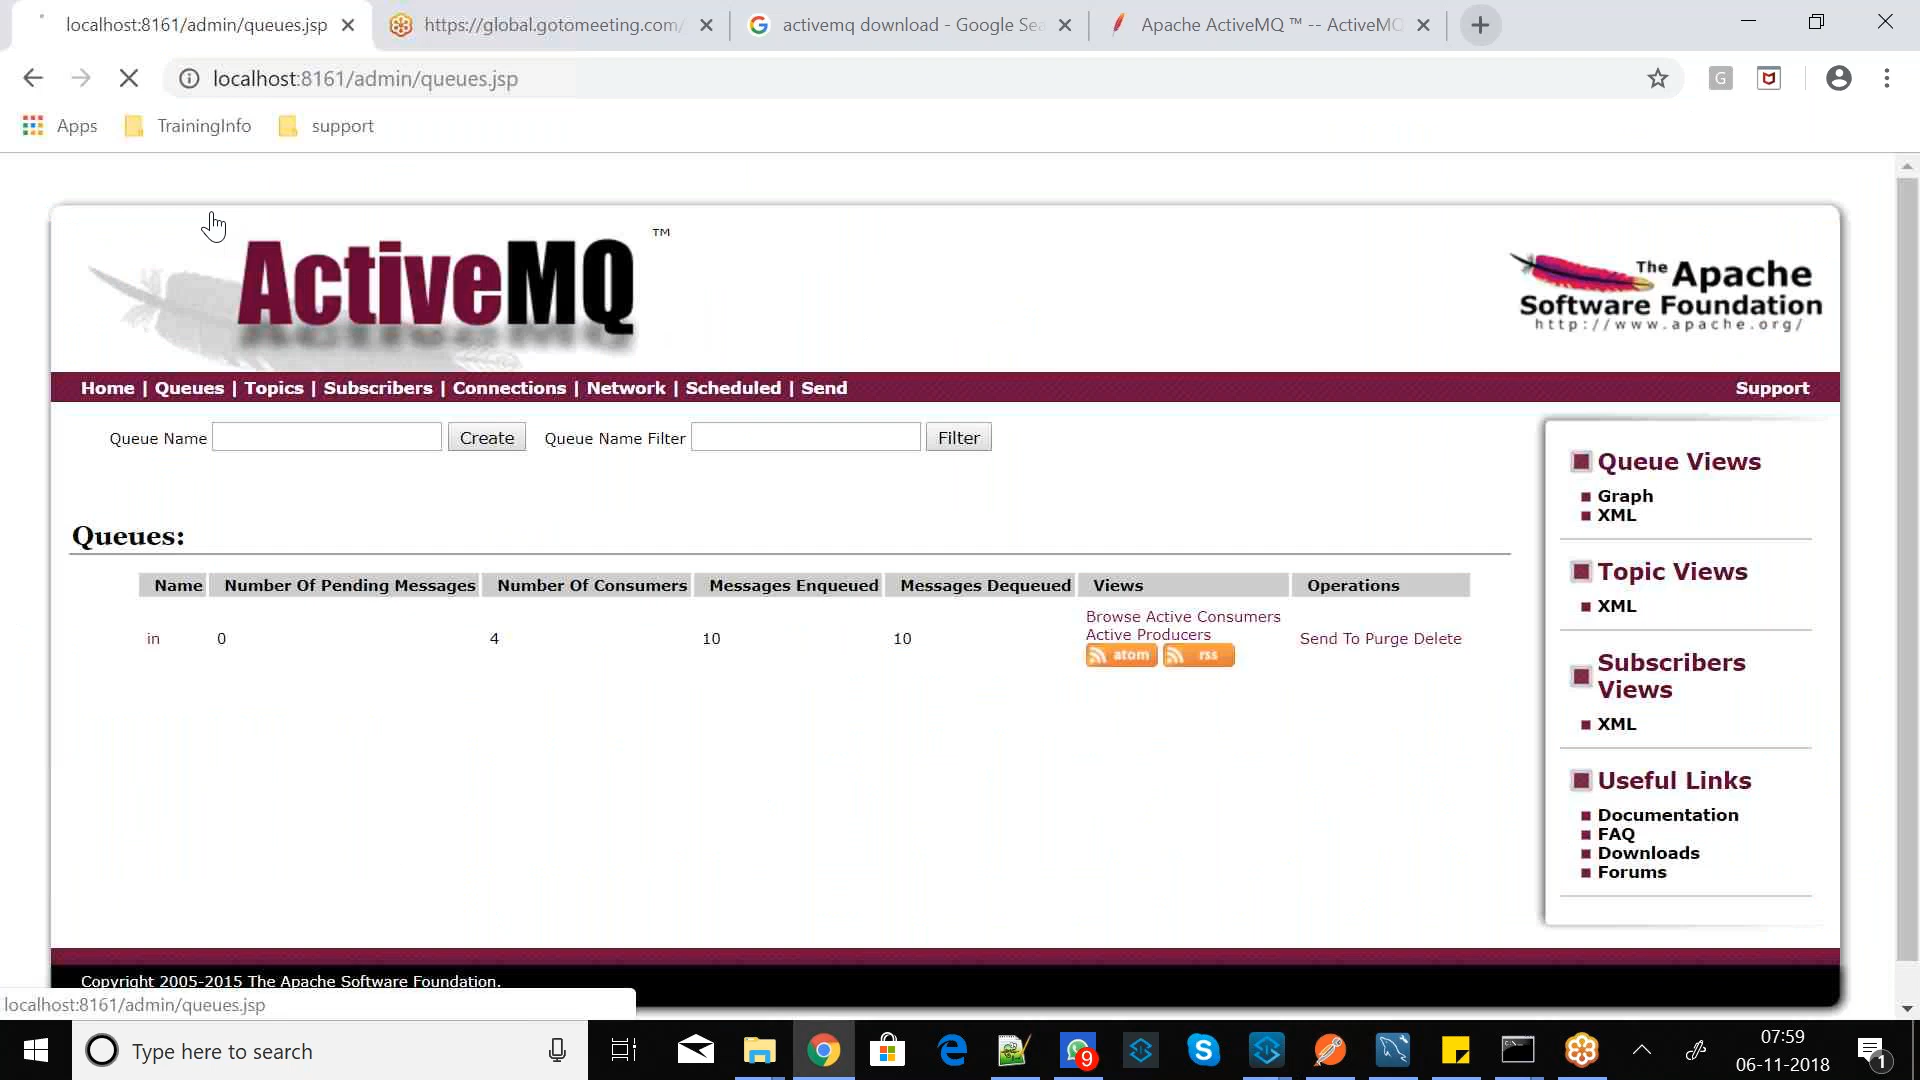 localhost:8161/admin/queues.jsp
https://global.gotomeeting.com/
activemq download - Google Sea
Apache ActiveMQ ™ -- ActiveMQ
localhost:8161/admin/queues.jsp
G
Apps
TrainingInfo
support
ActiveMQ
TM
The Apache
Software Foundation
http://www.apache.org/
Home | Queues | Topics | Subscribers | Connections | Network | Scheduled | Send
Support
Queue Name
Create
Queue Name Filter
Filter
Queues:
Name Number Of Pending Messages Number Of Consumers Messages Enqueued Messages Dequeued Views Operations
in 0 4 10 10
Browse Active Consumers
Active Producers
atom rss
Send To Purge Delete
Queue Views
Graph
XML
Topic Views
XML
Subscribers
Views
XML
Useful Links
Documentation
FAQ
Downloads
Forums
Copyright 2005-2015 The Apache Software Foundation.
localhost:8161/admin/queues.jsp
Type here to search
9
07:59
06-11-2018
1